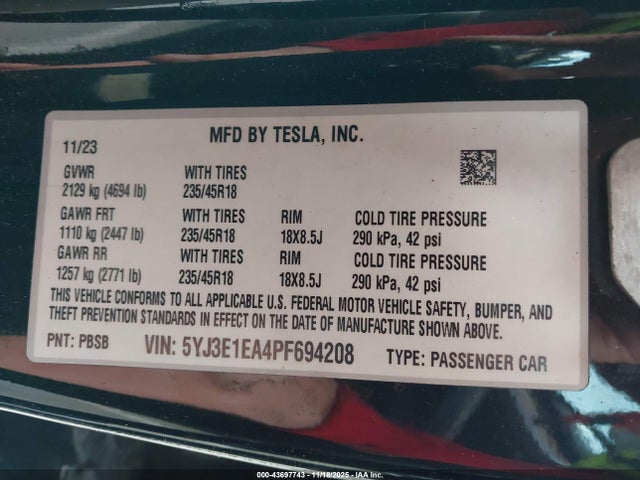 MFD BY TESLA, INC.
11/23
GVWR WITH TIRES
2129 kg (4694 lb) 235/45R18
GAWR FRT WITH TIRES RIM COLD TIRE PRESSURE
1110 kg (2447 lb) 235/45R18 18X8.5J 290 kPa, 42 psi
GAWR RR WITH TIRES RIM COLD TIRE PRESSURE
1257 kg (2771 lb) 235/45R18 18X8.5J 290 kPa, 42 psi
THIS VEHICLE CONFORMS TO ALL APPLICABLE U.S. FEDERAL MOTOR VEHICLE SAFETY, BUMPER, AND
THEFT PREVENTION STANDARDS IN EFFECT ON THE DATE OF MANUFACTURE SHOWN ABOVE.
PNT: PBSB VIN: 5YJ3E1EA4PF694208 TYPE: PASSENGER CAR
000-43697743 - 11/18/2025 - IAA Inc.